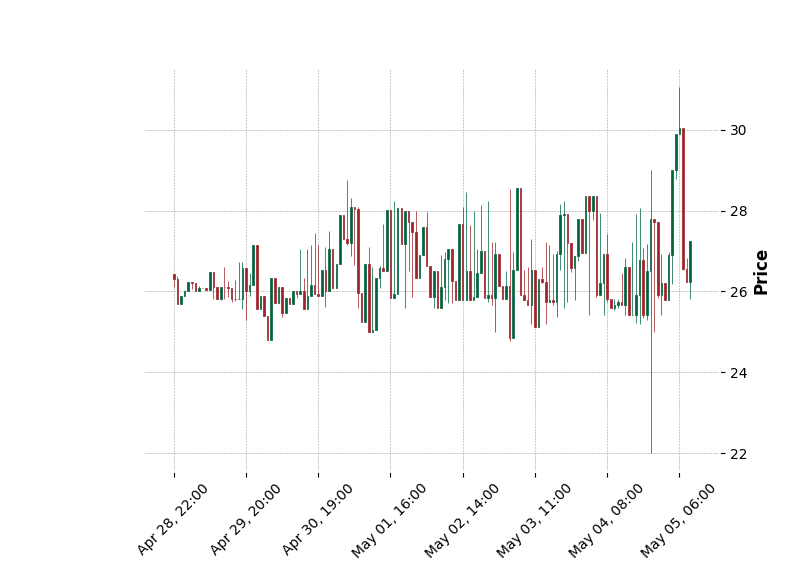 30
28
26
24
22
Price
Apr 28, 22:00
Apr 29, 20:00
Apr 30, 19:00
May 01, 16:00
May 02, 14:00
May 03, 11:00
May 04, 08:00
May 05, 06:00